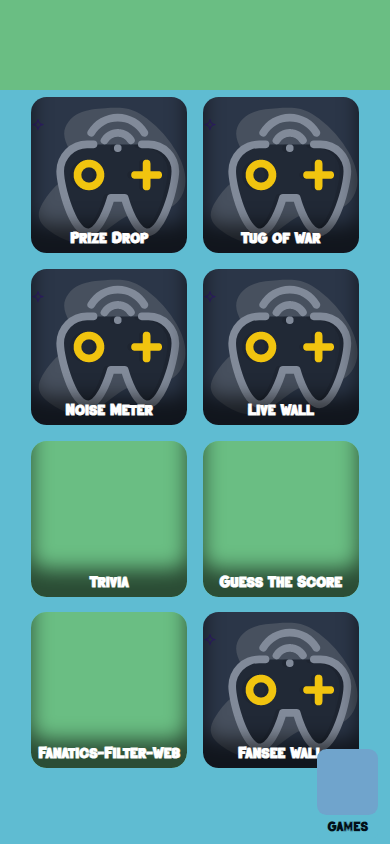 Prize Drop
Tug of War
Noise Meter
Live Wall
Trivia
Guess The Score
Fanatics-Filter-Web
Fansee Wall
GAMES